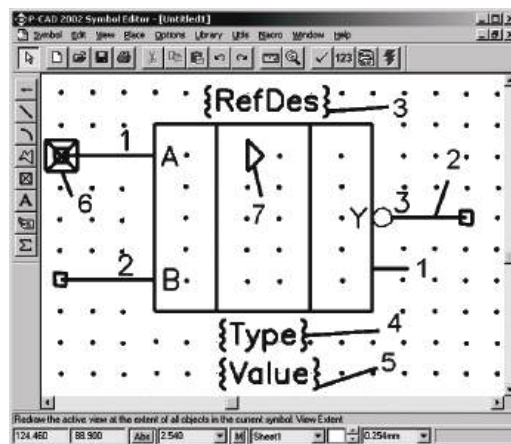 P-CAD 2002 Symbol Editor - [Untitled1]
Symbol Edit View Place Options Library Utils Macro Window Help
123
{RefDes} 3
1 A
6 7 Y 3 2
2 B 1
{Type} 4
{Value} 5
A
Σ
Redraw the active view at the extent of all objects in the current symbol. View Extent
124.460 88.900 Abs 2.540 M Sheet1 0.254mm